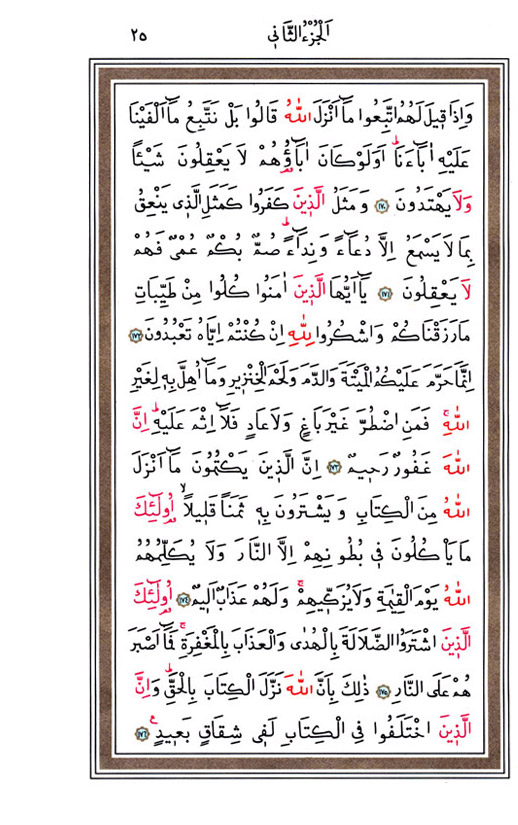 اَلْجُزْءُ الثَّانٖي ٢٥
وَاِذَا قٖيلَ لَهُمُ اتَّبِعُوا مَٓا اَنْزَلَ اللّٰهُ قَالُوا بَلْ نَتَّبِعُ مَٓا اَلْفَيْنَا
عَلَيْهِ اٰبَٓاءَنَاۜ اَوَلَوْ كَانَ اٰبَٓاؤُ۬هُمْ لَا يَعْقِلُونَ شَيْـًٔا
وَلَا يَهْتَدُونَ ﴿١٧٠﴾ وَمَثَلُ الَّذٖينَ كَفَرُوا كَمَثَلِ الَّذٖي يَنْعِقُ
بِمَا لَا يَسْمَعُ اِلَّا دُعَٓاءً وَنِدَٓاءًۜ صُمٌّ بُكْمٌ عُمْيٌ فَهُمْ
لَا يَعْقِلُونَ ﴿١٧١﴾ يَٓا اَيُّهَا الَّذٖينَ اٰمَنُوا كُلُوا مِنْ طَيِّبَاتِ
مَا رَزَقْنَاكُمْ وَاشْكُرُوا لِلّٰهِ اِنْ كُنْتُمْ اِيَّاهُ تَعْبُدُونَ ﴿١٧٢﴾
اِنَّمَا حَرَّمَ عَلَيْكُمُ الْمَيْتَةَ وَالدَّمَ وَلَحْمَ الْخِنْزٖيرِ وَمَٓا اُهِلَّ بِهٖ لِغَيْرِ
اللّٰهِۚ فَمَنِ اضْطُرَّ غَيْرَ بَاغٍ وَلَا عَادٍ فَلَٓا اِثْمَ عَلَيْهِۜ اِنَّ
اللّٰهَ غَفُورٌ رَحٖيمٌ ﴿١٧٣﴾ اِنَّ الَّذٖينَ يَكْتُمُونَ مَٓا اَنْزَلَ
اللّٰهُ مِنَ الْكِتَابِ وَيَشْتَرُونَ بِهٖ ثَمَنًا قَلٖيلًاۙ اُو۬لٰٓئِكَ
مَا يَأْكُلُونَ فٖي بُطُونِهِمْ اِلَّا النَّارَ وَلَا يُكَلِّمُهُمُ
اللّٰهُ يَوْمَ الْقِيٰمَةِ وَلَا يُزَكّٖيهِمْۚ وَلَهُمْ عَذَابٌ اَلٖيمٌ ﴿١٧٤﴾ اُو۬لٰٓئِكَ
الَّذٖينَ اشْتَرَوُا الضَّلَالَةَ بِالْهُدٰى وَالْعَذَابَ بِالْمَغْفِرَةِۚ فَمَٓا اَصْبَرَ
هُمْ عَلَى النَّارِ ﴿١٧٥﴾ ذٰلِكَ بِاَنَّ اللّٰهَ نَزَّلَ الْكِتَابَ بِالْحَقِّۜ وَاِنَّ
الَّذٖينَ اخْتَلَفُوا فِي الْكِتَابِ لَفٖي شِقَاقٍ بَعٖيدٍ۟ ﴿١٧٦﴾